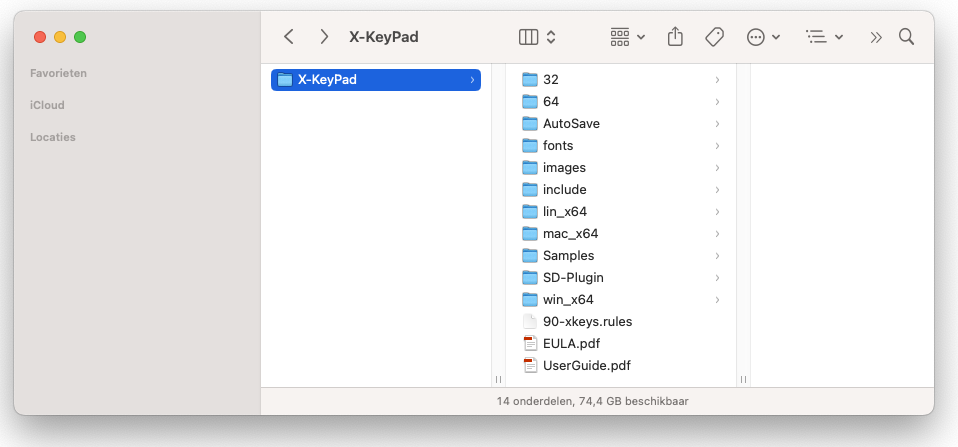 X-KeyPad
Favorieten
iCloud
Locaties
X-KeyPad
32
64
AutoSave
fonts
images
include
lin_x64
mac_x64
Samples
SD-Plugin
win_x64
90-xkeys.rules
EULA.pdf
UserGuide.pdf
14 onderdelen, 74,4 GB beschikbaar